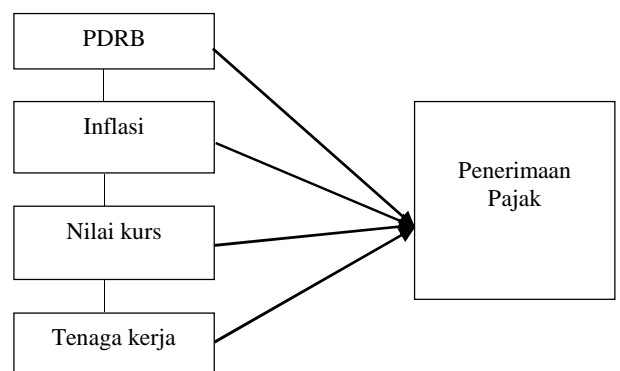 PDRB
Inflasi
Nilai kurs
Tenaga kerja
Penerimaan
Pajak